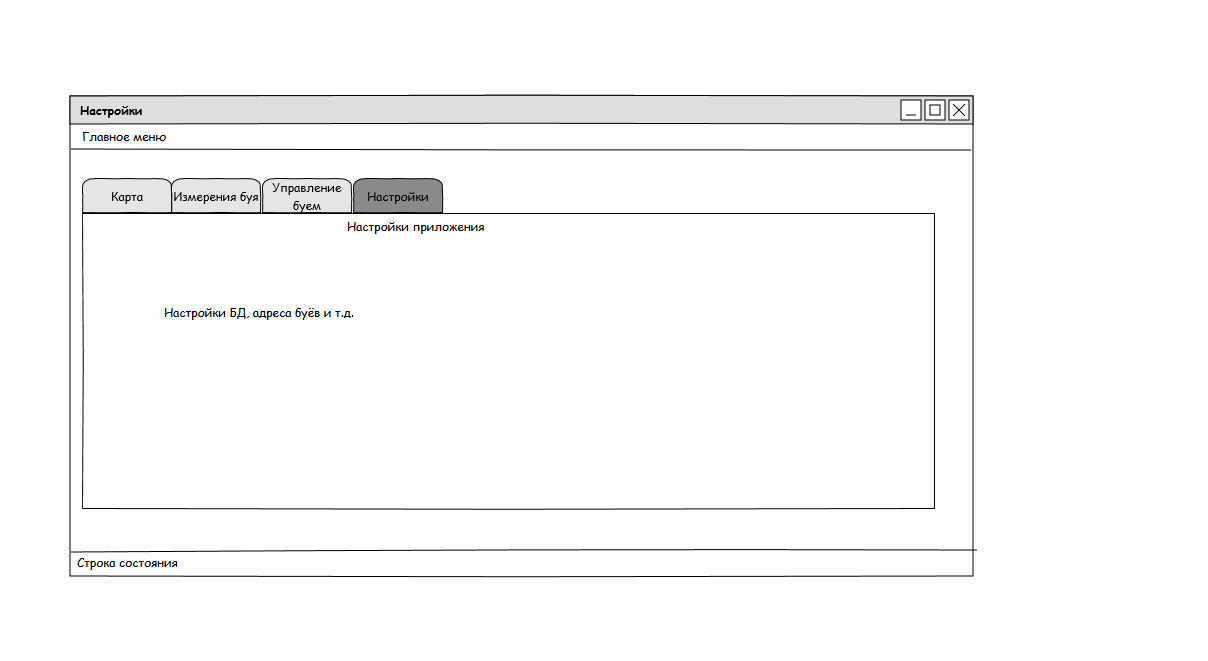 Настройки
Главное меню
Карта
Измерения буя
Управление
буем
Настройки
Настройки приложения
Настройки БД, адреса буёв и т.д.
Строка состояния